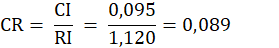 CR = CI/RI = 0,095/1,120 = 0,089